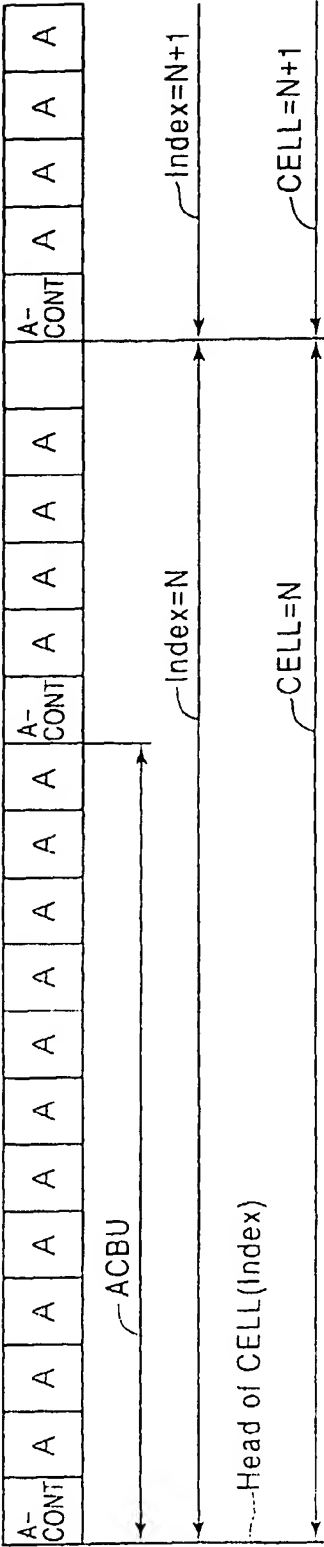 A-CONT A A A A A A A A A A A A-CONT A A A A A-CONT A A A A
ACBU
Index=N Index=N+1
Head of CELL(Index)
CELL=N CELL=N+1